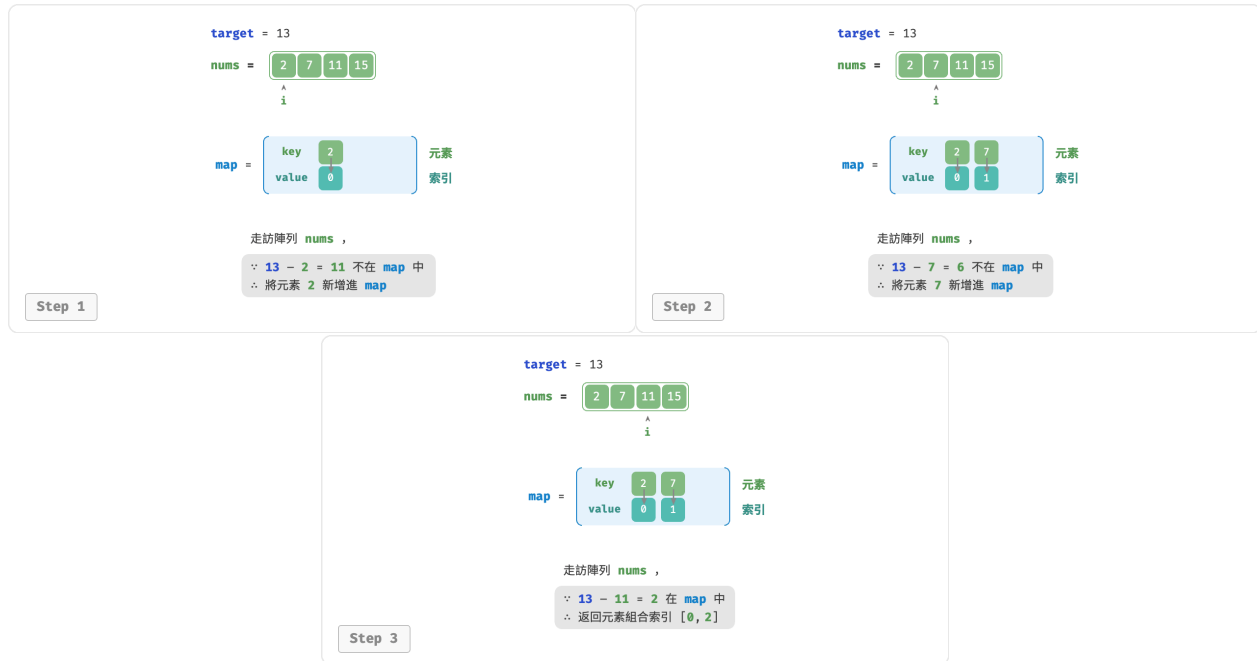 target = 13
nums = 2 7 11 15
i
map =
key 2 元素
value 0 索引
走訪陣列 nums ,
∵ 13 − 2 = 11 不在 map 中
∴ 將元素 2 新增進 map
Step 1
target = 13
nums = 2 7 11 15
i
map =
key 2 7 元素
value 0 1 索引
走訪陣列 nums ,
∵ 13 − 7 = 6 不在 map 中
∴ 將元素 7 新增進 map
Step 2
target = 13
nums = 2 7 11 15
i
map =
key 2 7 元素
value 0 1 索引
走訪陣列 nums ,
∵ 13 − 11 = 2 在 map 中
∴ 返回元素組合索引 [0, 2]
Step 3